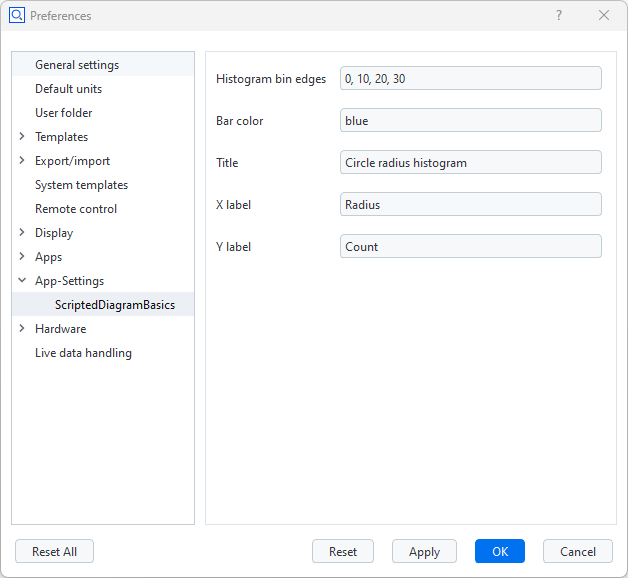 Preferences
?
General settings
Default units
User folder
Templates
Export/import
System templates
Remote control
Display
Apps
App-Settings
ScriptedDiagramBasics
Hardware
Live data handling
Histogram bin edges 0, 10, 20, 30
Bar color blue
Title Circle radius histogram
X label Radius
Y label Count
Reset All Reset Apply OK Cancel